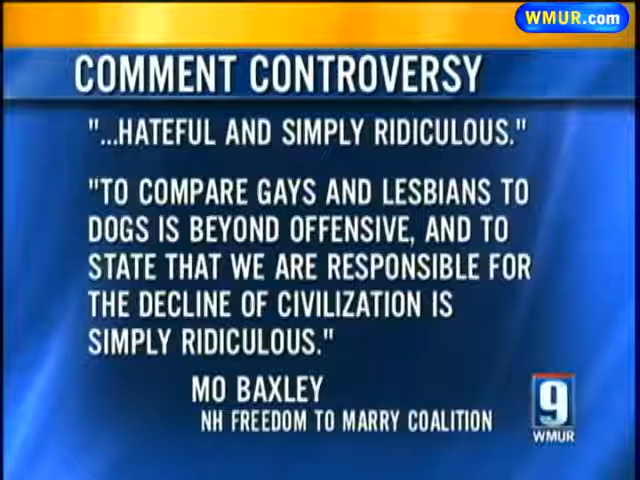 WMUR.com
COMMENT CONTROVERSY
"...HATEFUL AND SIMPLY RIDICULOUS."
"TO COMPARE GAYS AND LESBIANS TO
DOGS IS BEYOND OFFENSIVE, AND TO
STATE THAT WE ARE RESPONSIBLE FOR
THE DECLINE OF CIVILIZATION IS
SIMPLY RIDICULOUS."
MO BAXLEY
NH FREEDOM TO MARRY COALITION
9
WMUR